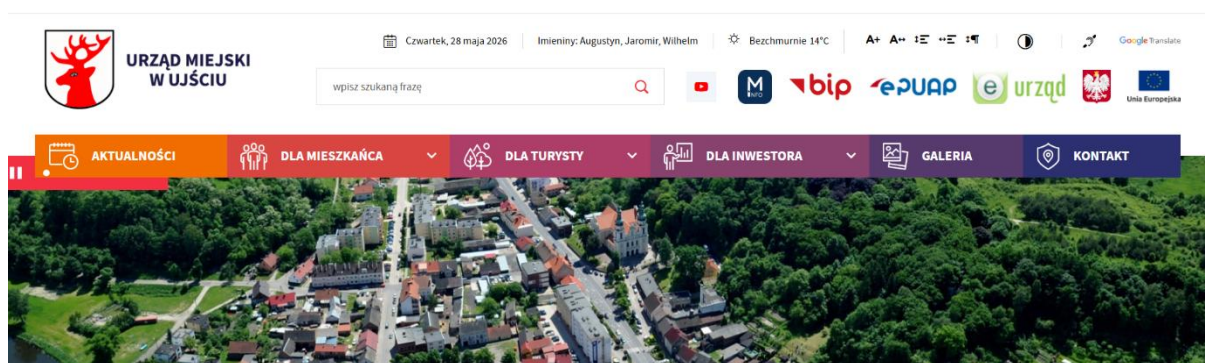 URZĄD MIEJSKI
W UJŚCIU
Czwartek, 28 maja 2026
Imieniny: Augustyn, Jaromir, Wilhelm
Bezchmurnie 14°C
A+ A
Google Translate
wpisz szukaną frazę
M
INFO
bip
ePUAP
e urząd
Unia Europejska
AKTUALNOŚCI
DLA MIESZKAŃCA
DLA TURYSTY
DLA INWESTORA
GALERIA
KONTAKT